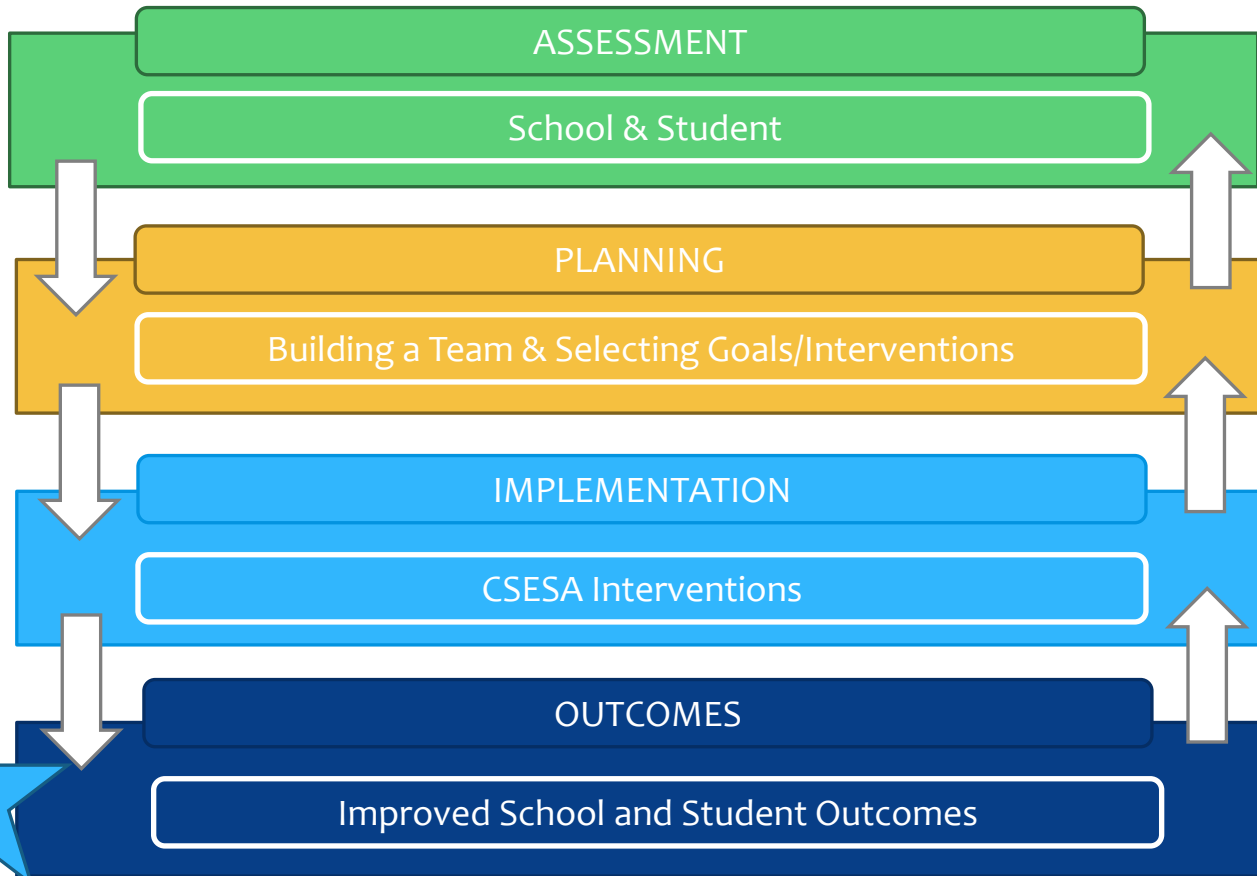 ASSESSMENT
School & Student
PLANNING
Building a Team & Selecting Goals/Interventions
IMPLEMENTATION
CSESA Interventions
OUTCOMES
Improved School and Student Outcomes